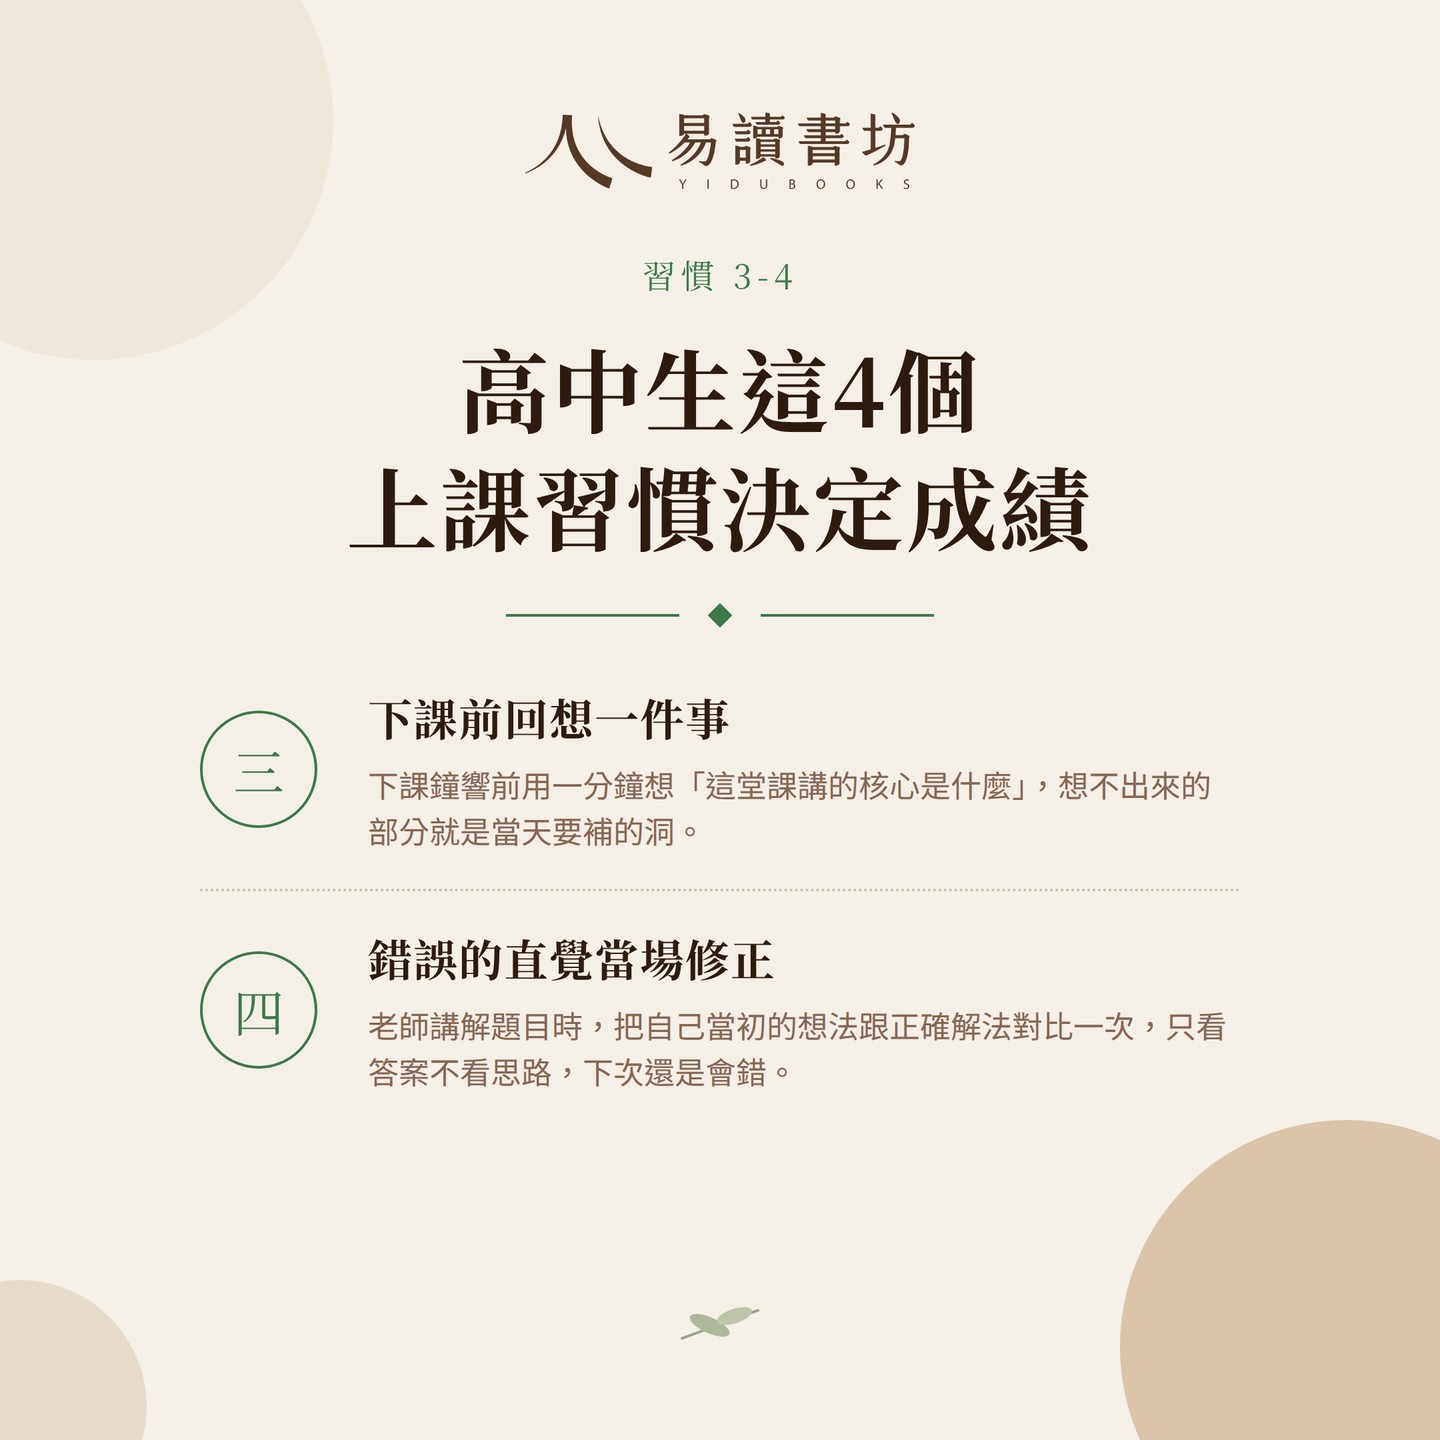 易讀書坊
YIDUBOOKS
習慣 3-4
高中生這4個
上課習慣決定成績
三
下課前回想一件事
下課鐘響前用一分鐘想「這堂課講的核心是什麼」，想不出來的
部分就是當天要補的洞。
四
錯誤的直覺當場修正
老師講解題目時，把自己當初的想法跟正確解法對比一次，只看
答案不看思路，下次還是會錯。